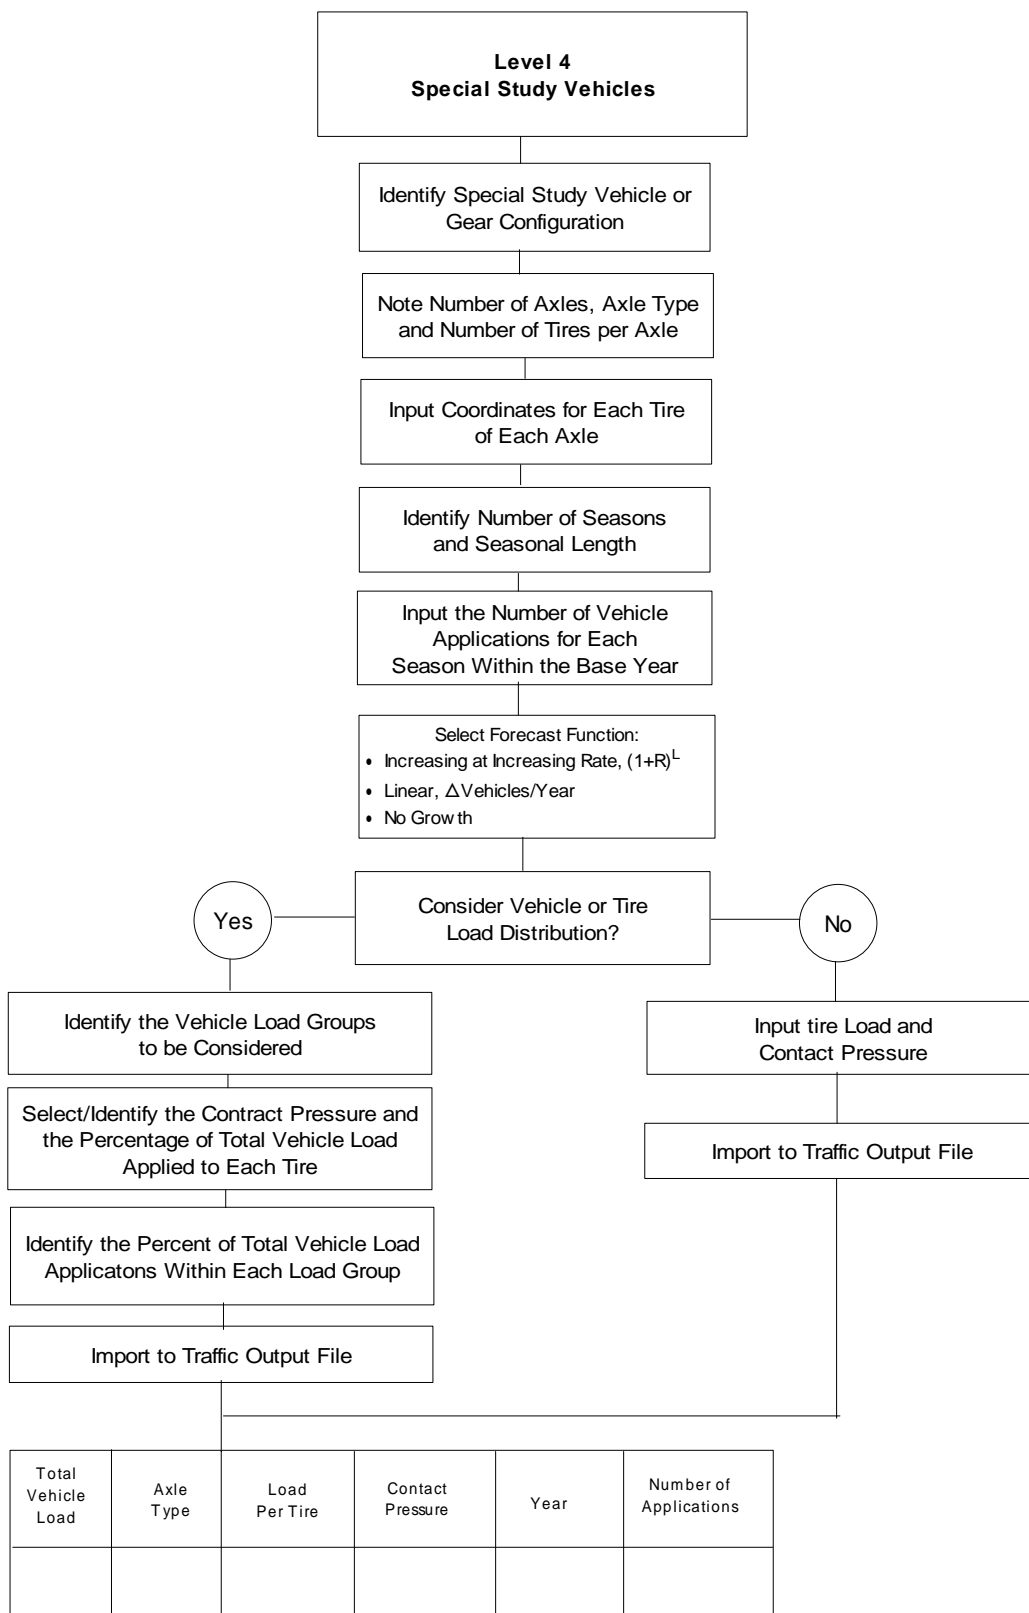 Level 4
Special Study Vehicles
Identify Special Study Vehicle or
Gear Configuration
Note Number of Axles, Axle Type
and Number of Tires per Axle
Input Coordinates for Each Tire
of Each Axle
Identify Number of Seasons
and Seasonal Length
Input the Number of Vehicle
Applications for Each
Season Within the Base Year
Select Forecast Function:
• Increasing at Increasing Rate, (1+R)^L
• Linear, △Vehicles/Year
• No Growth
Consider Vehicle or Tire
Load Distribution?
Yes
No
Identify the Vehicle Load Groups
to be Considered
Select/Identify the Contract Pressure and
the Percentage of Total Vehicle Load
Applied to Each Tire
Identify the Percent of Total Vehicle Load
Applicatons Within Each Load Group
Import to Traffic Output File
Input tire Load and
Contact Pressure
Import to Traffic Output File
Total
Vehicle
Load
Axle
Type
Load
Per Tire
Contact
Pressure
Year
Number of
Applications